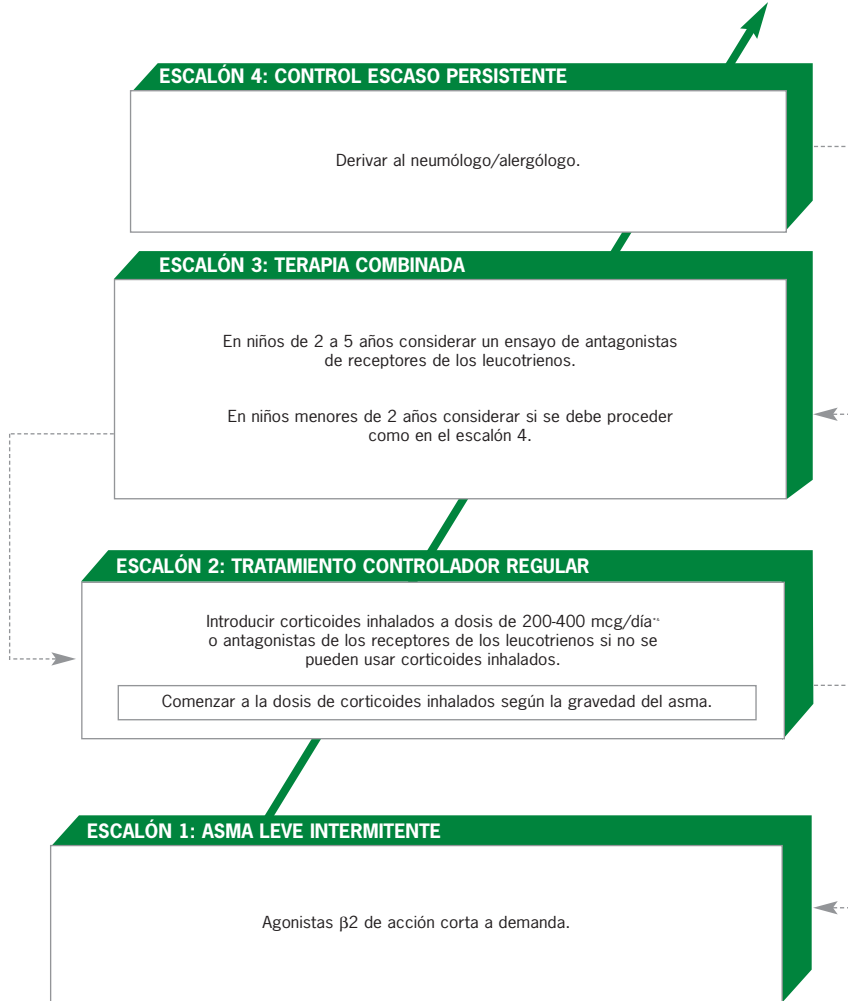 ESCALÓN 4: CONTROL ESCASO PERSISTENTE
Derivar al neumólogo/alergólogo.
ESCALÓN 3: TERAPIA COMBINADA
En niños de 2 a 5 años considerar un ensayo de antagonistas
de receptores de los leucotrienos.
En niños menores de 2 años considerar si se debe proceder
como en el escalón 4.
ESCALÓN 2: TRATAMIENTO CONTROLADOR REGULAR
Introducir corticoides inhalados a dosis de 200-400 mcg/día
o antagonistas de los receptores de los leucotrienos si no se
pueden usar corticoides inhalados.
Comenzar a la dosis de corticoides inhalados según la gravedad del asma.
ESCALÓN 1: ASMA LEVE INTERMITENTE
Agonistas β2 de acción corta a demanda.